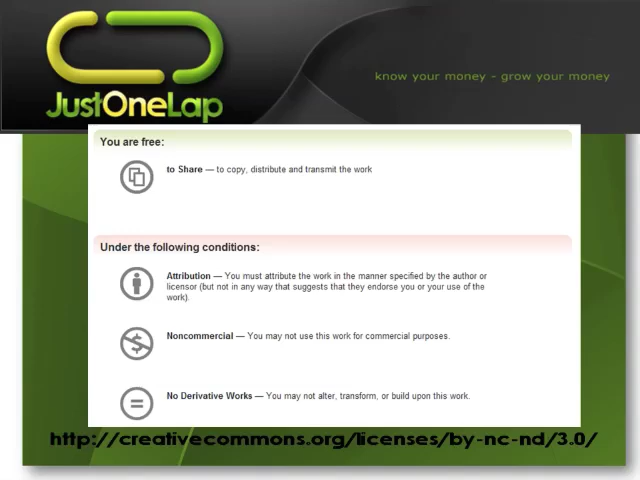 JustOneLap
know your money - grow your money
You are free:
to Share — to copy, distribute and transmit the work
Under the following conditions:
Attribution — You must attribute the work in the manner specified by the author or
licensor (but not in any way that suggests that they endorse you or your use of the
work).
Noncommercial — You may not use this work for commercial purposes.
No Derivative Works — You may not alter, transform, or build upon this work.
http://creativecommons.org/licenses/by-nc-nd/3.0/